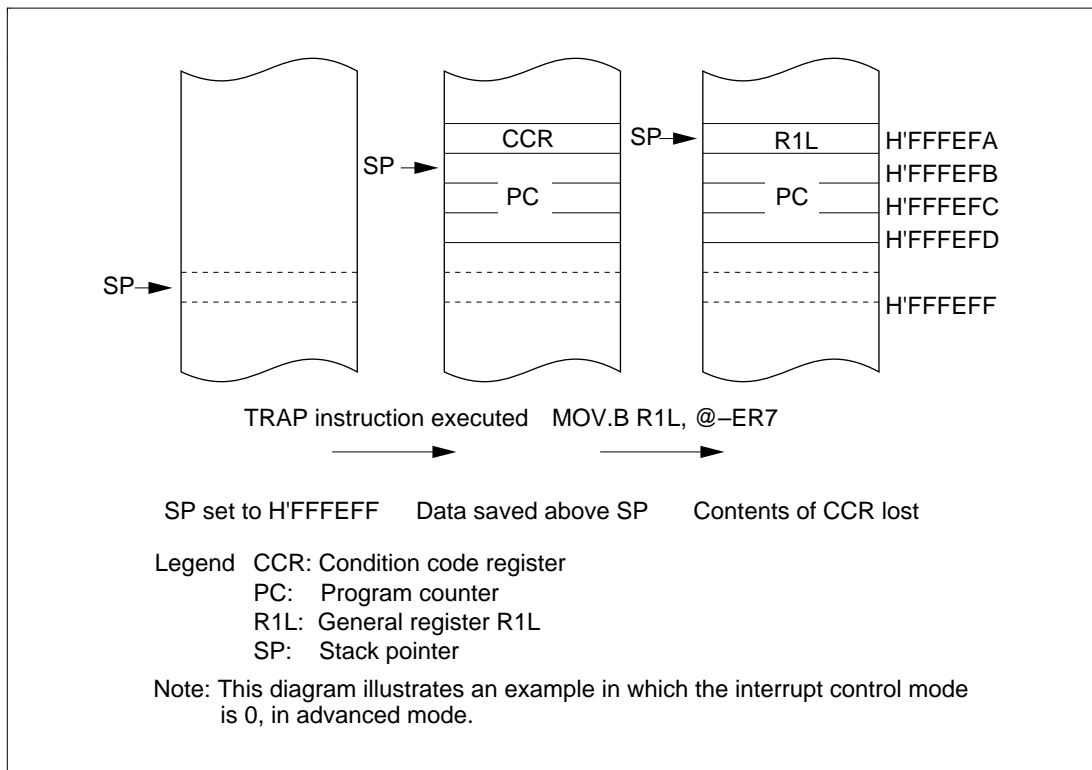 CCR
SP
R1L
H'FFFEFA
SP
H'FFFEFB
PC
PC
H'FFFEFC
H'FFFEFD
SP
H'FFFEFF
TRAP instruction executed
MOV.B R1L, @–ER7
SP set to H'FFFEFF
Data saved above SP
Contents of CCR lost
Legend CCR: Condition code register
PC: Program counter
R1L: General register R1L
SP: Stack pointer
Note: This diagram illustrates an example in which the interrupt control mode
is 0, in advanced mode.